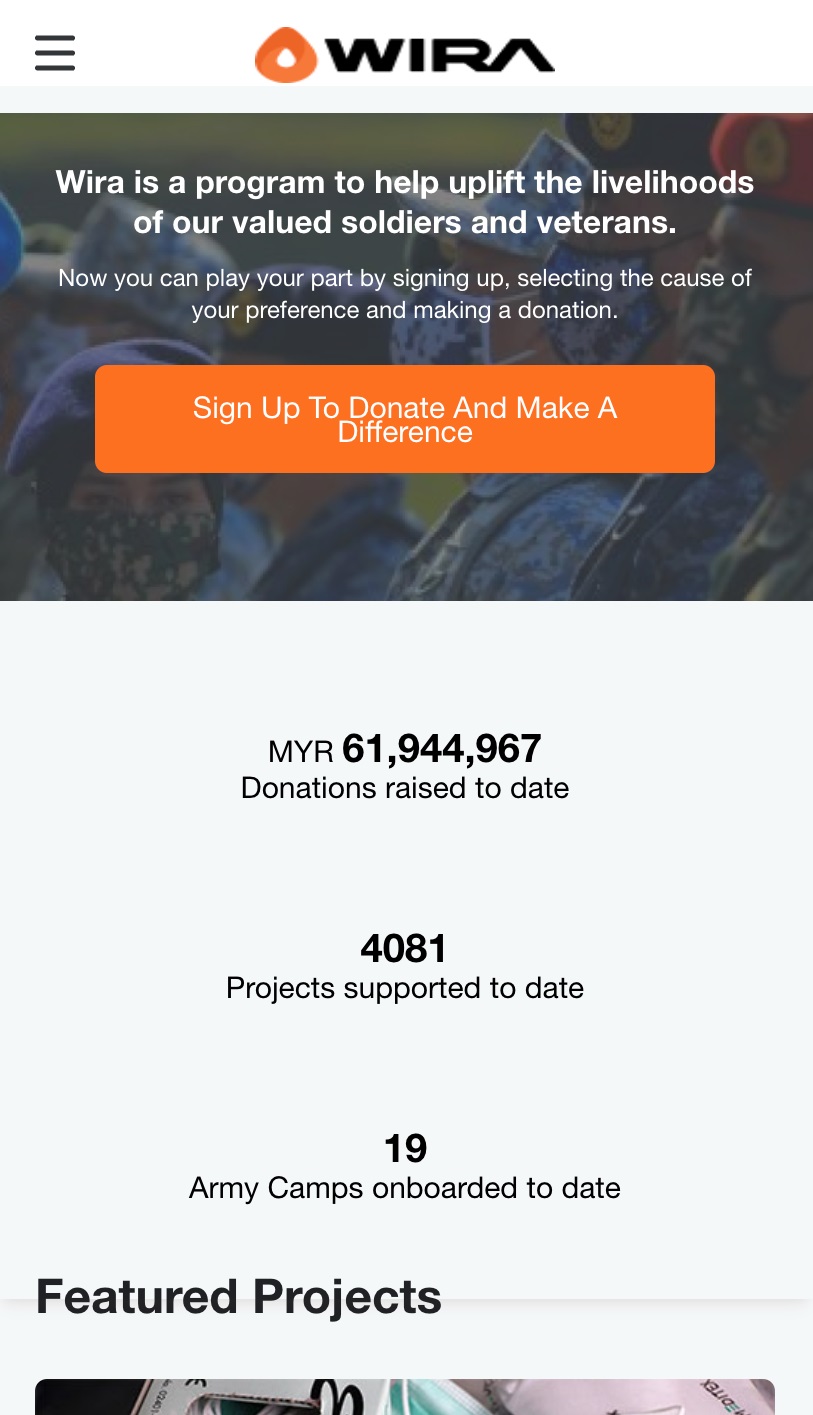 WIRA
Wira is a program to help uplift the livelihoods
of our valued soldiers and veterans.
Now you can play your part by signing up, selecting the cause of
your preference and making a donation.
Sign Up To Donate And Make A
Difference
MYR 61,944,967
Donations raised to date
4081
Projects supported to date
19
Army Camps onboarded to date
Featured Projects